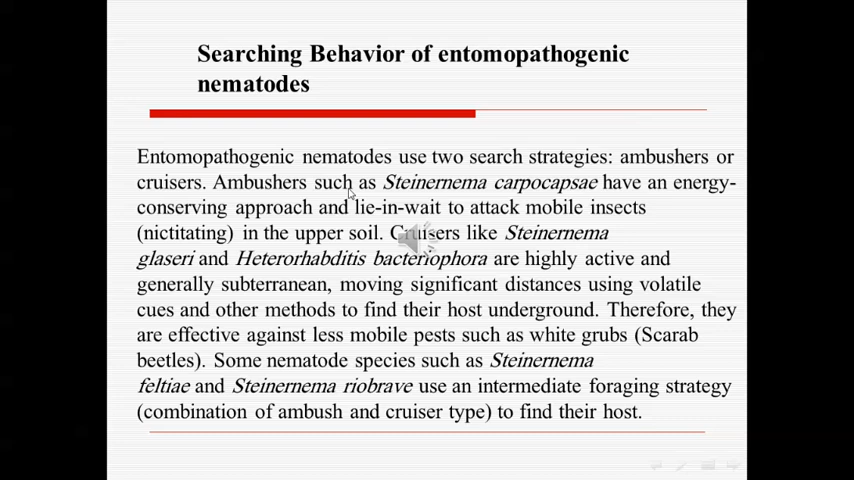 Searching Behavior of entomopathogenic
nematodes
Entomopathogenic nematodes use two search strategies: ambushers or
cruisers. Ambushers such as Steinernema carpocapsae have an energy-
conserving approach and lie-in-wait to attack mobile insects
(nictitating) in the upper soil. Cruisers like Steinernema
glaseri and Heterorhabditis bacteriophora are highly active and
generally subterranean, moving significant distances using volatile
cues and other methods to find their host underground. Therefore, they
are effective against less mobile pests such as white grubs (Scarab
beetles). Some nematode species such as Steinernema
feltiae and Steinernema riobrave use an intermediate foraging strategy
(combination of ambush and cruiser type) to find their host.